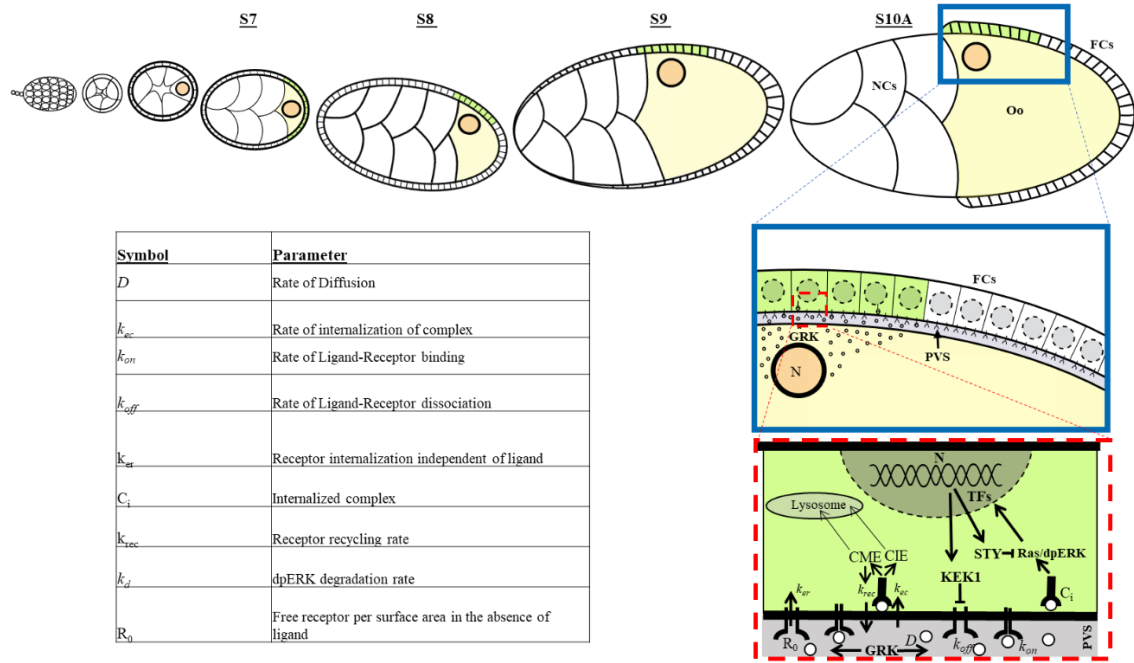 S7 S8 S9 S10A
FCs
NCs
Oo
Symbol Parameter
D Rate of Diffusion
kec Rate of internalization of complex
kon Rate of Ligand-Receptor binding
koff Rate of Ligand-Receptor dissociation
ker Receptor internalization independent of ligand
Ci Internalized complex
krec Receptor recycling rate
kd dpERK degradation rate
R0 Free receptor per surface area in the absence of
ligand
FCs
GRK
PVS
N
N
TFs
Lysosome
CME CIE
STY Ras/dpERK
KEK1
ker krec kec Ci
R0 D koff kon
GRK
PVS